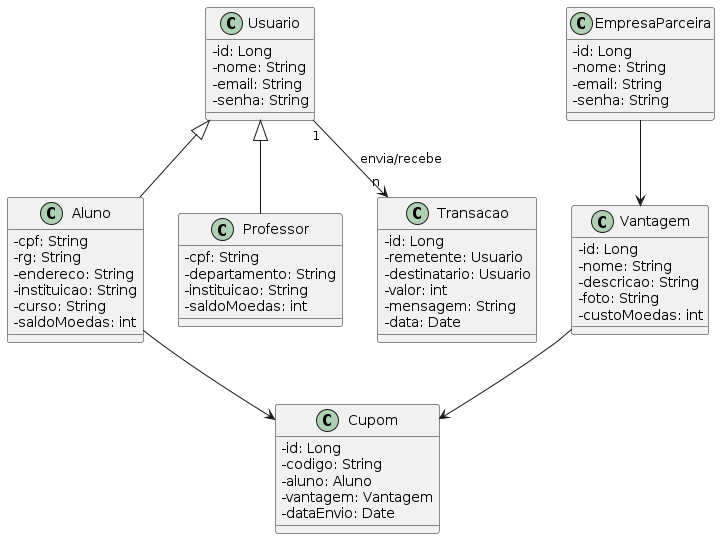 C Usuario
-id: Long
-nome: String
-email: String
-senha: String
C EmpresaParceira
-id: Long
-nome: String
-email: String
-senha: String
1
envia/recebe
n
C Aluno
-cpf: String
-rg: String
-endereco: String
-instituicao: String
-curso: String
-saldoMoedas: int
C Professor
-cpf: String
-departamento: String
-instituicao: String
-saldoMoedas: int
C Transacao
-id: Long
-remetente: Usuario
-destinatario: Usuario
-valor: int
-mensagem: String
-data: Date
C Vantagem
-id: Long
-nome: String
-descricao: String
-foto: String
-custoMoedas: int
C Cupom
-id: Long
-codigo: String
-aluno: Aluno
-vantagem: Vantagem
-dataEnvio: Date